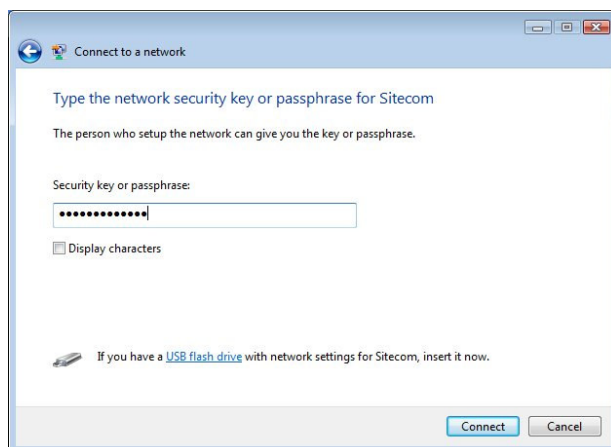 Connect to a network
Type the network security key or passphrase for Sitecom
The person who setup the network can give you the key or passphrase.
Security key or passphrase:
•••••••••••••
Display characters
If you have a USB flash drive with network settings for Sitecom, insert it now.
Connect
Cancel